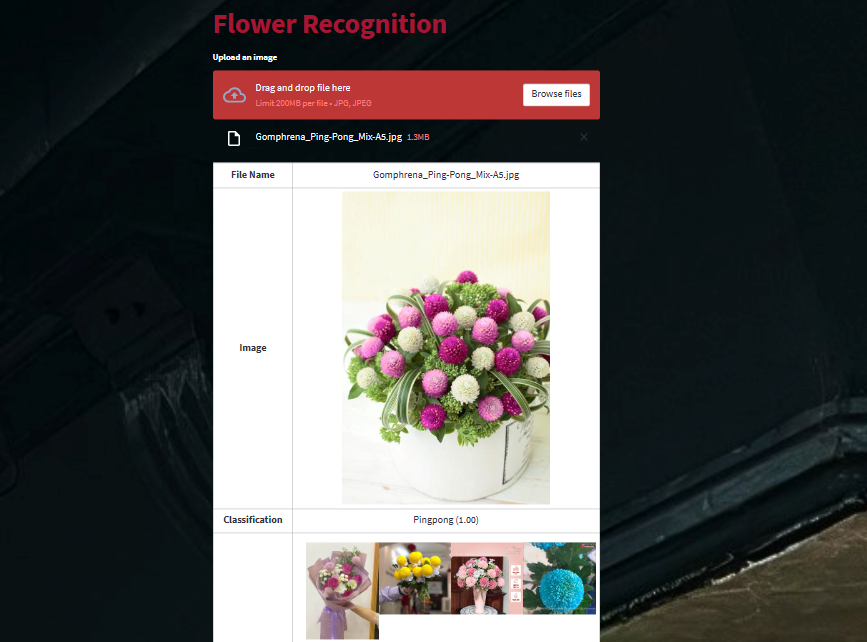 Flower Recognition
Upload an image
Drag and drop file here
Limit 200MB per file • JPG, JPEG
Browse files
Gomphrena_Ping-Pong_Mix-A5.jpg 1.3MB
File Name
Gomphrena_Ping-Pong_Mix-A5.jpg
Image
Classification
Pingpong (1.00)